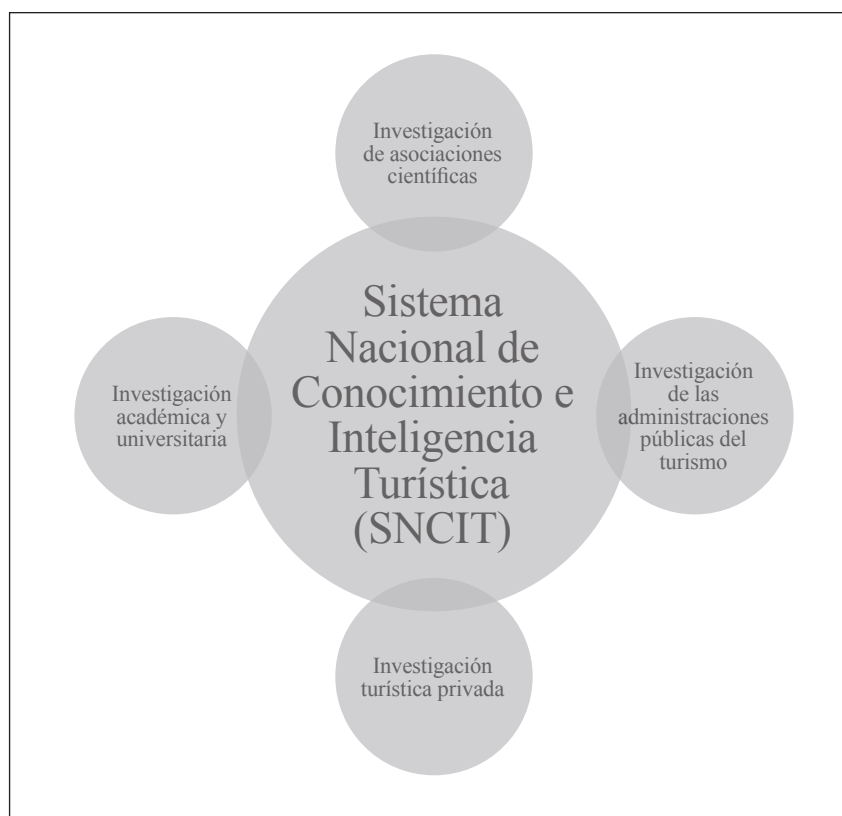 Investigación
de asociaciones
científicas
Sistema
Nacional de
Conocimiento e
Inteligencia
Turística
(SNCIT)
Investigación
académica y
universitaria
Investigación
de las
administraciones
públicas del
turismo
Investigación
turística privada